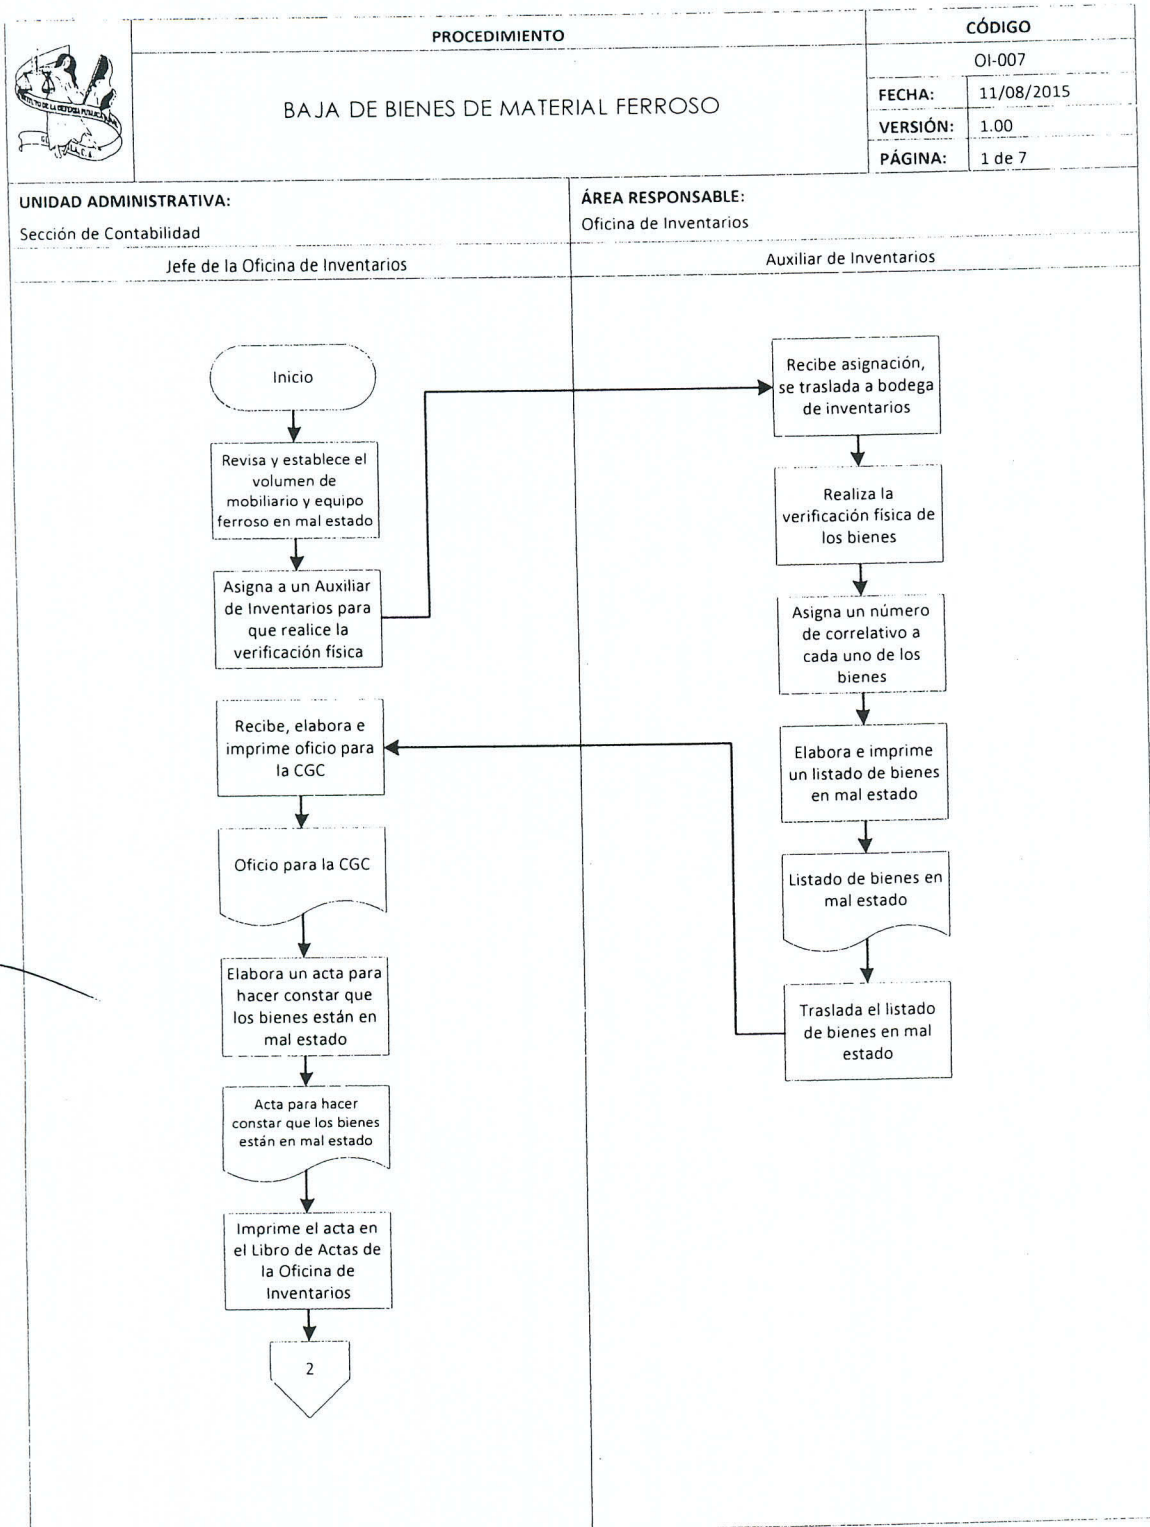 PROCEDIMIENTO
BAJA DE BIENES DE MATERIAL FERROSO
CÓDIGO
OI-007
FECHA: 11/08/2015
VERSIÓN: 1.00
PÁGINA: 1 de 7
UNIDAD ADMINISTRATIVA:
Sección de Contabilidad
ÁREA RESPONSABLE:
Oficina de Inventarios
Jefe de la Oficina de Inventarios
Auxiliar de Inventarios
Inicio
Revisa y establece el
volumen de
mobiliario y equipo
ferroso en mal estado
Asigna a un Auxiliar
de Inventarios para
que realice la
verificación física
Recibe asignación,
se traslada a bodega
de inventarios
Realiza la
verificación física de
los bienes
Asigna un número
de correlativo a
cada uno de los
bienes
Elabora e imprime
un listado de bienes
en mal estado
Listado de bienes en
mal estado
Traslada el listado
de bienes en mal
estado
Recibe, elabora e
imprime oficio para
la CGC
Oficio para la CGC
Elabora un acta para
hacer constar que
los bienes están en
mal estado
Acta para hacer
constar que los bienes
están en mal estado
Imprime el acta en
el Libro de Actas de
la Oficina de
Inventarios
2